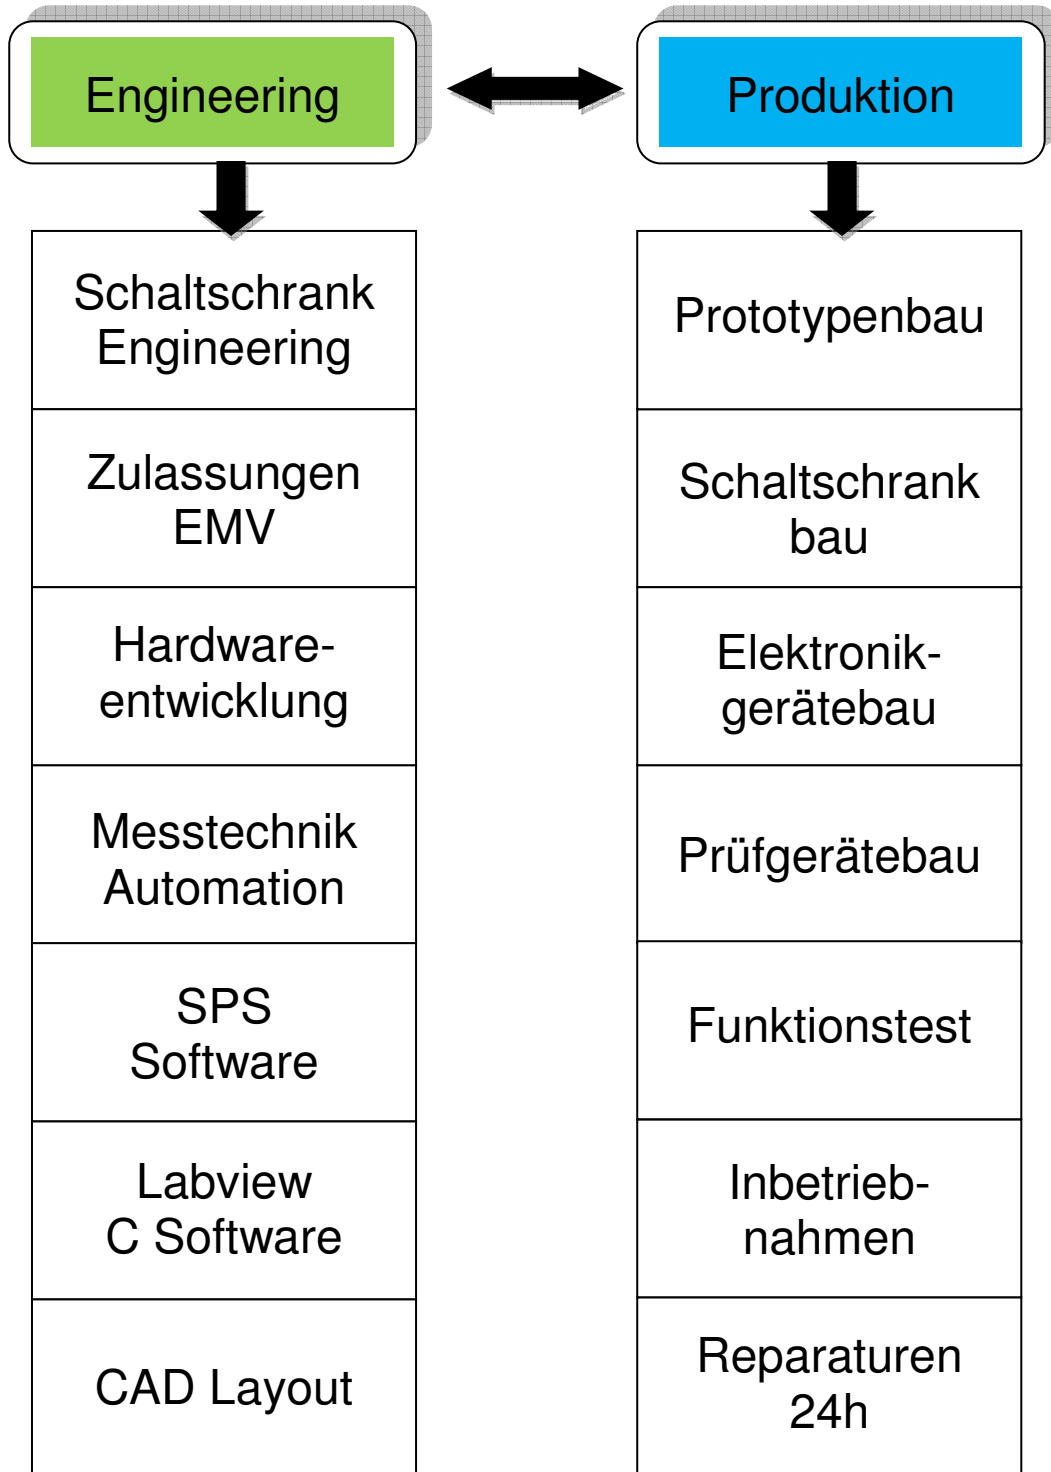 Engineering
Produktion
Schaltschrank
Engineering
Zulassungen
EMV
Hardware-
entwicklung
Messtechnik
Automation
SPS
Software
Labview
C Software
CAD Layout
Prototypenbau
Schaltschrank
bau
Elektronik-
gerätebau
Prüfgerätebau
Funktionstest
Inbetrieb-
nahmen
Reparaturen
24h